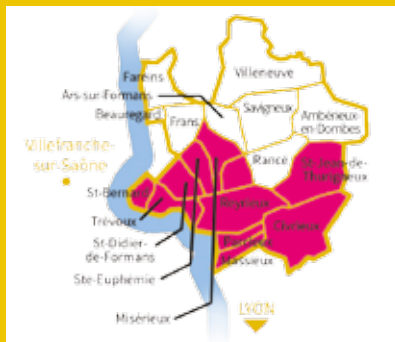 Fareins
Villeneuve
Ars-sur-Formans
Savigneux
Beauregard
Frans
Ambérieux-
en-Dombes
Villefranche-
sur-Saône
Rancé
St-Jean-de-
Thurigneux
St-Bernard
Reyrieux
Trévoux
Civrieux
St-Didier-
de-Formans
Parcieux
Massieux
Ste-Euphémie
Misérieux
LYON